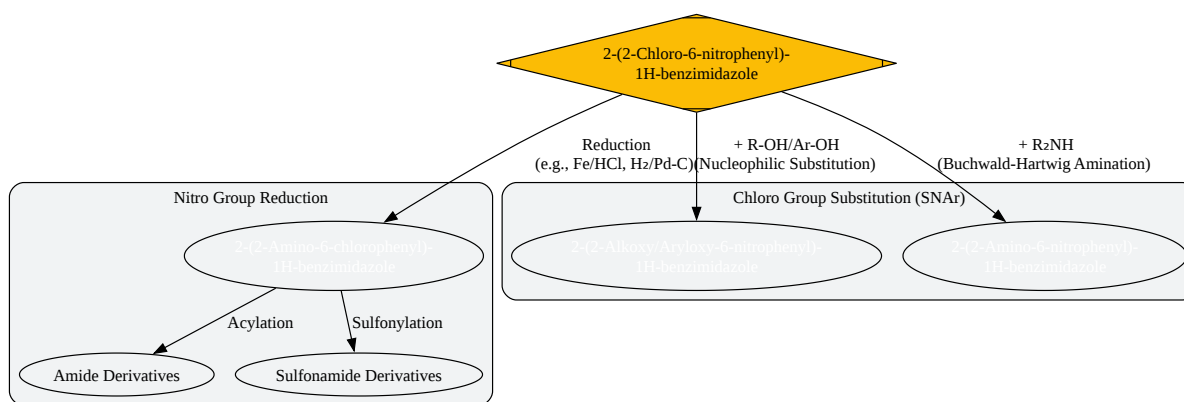 2-(2-Chloro-6-nitrophenyl)-
1H-benzimidazole
Reduction
(e.g., Fe/HCl, H₂/Pd-C)
+ R-OH/Ar-OH
(Nucleophilic Substitution)
+ R₂NH
(Buchwald-Hartwig Amination)
Nitro Group Reduction
Chloro Group Substitution (SNAr)
2-(2-Amino-6-chlorophenyl)-
1H-benzimidazole
2-(2-Alkoxy/Aryloxy-6-nitrophenyl)-
1H-benzimidazole
2-(2-Amino-6-nitrophenyl)-
1H-benzimidazole
Acylation
Sulfonylation
Amide Derivatives
Sulfonamide Derivatives